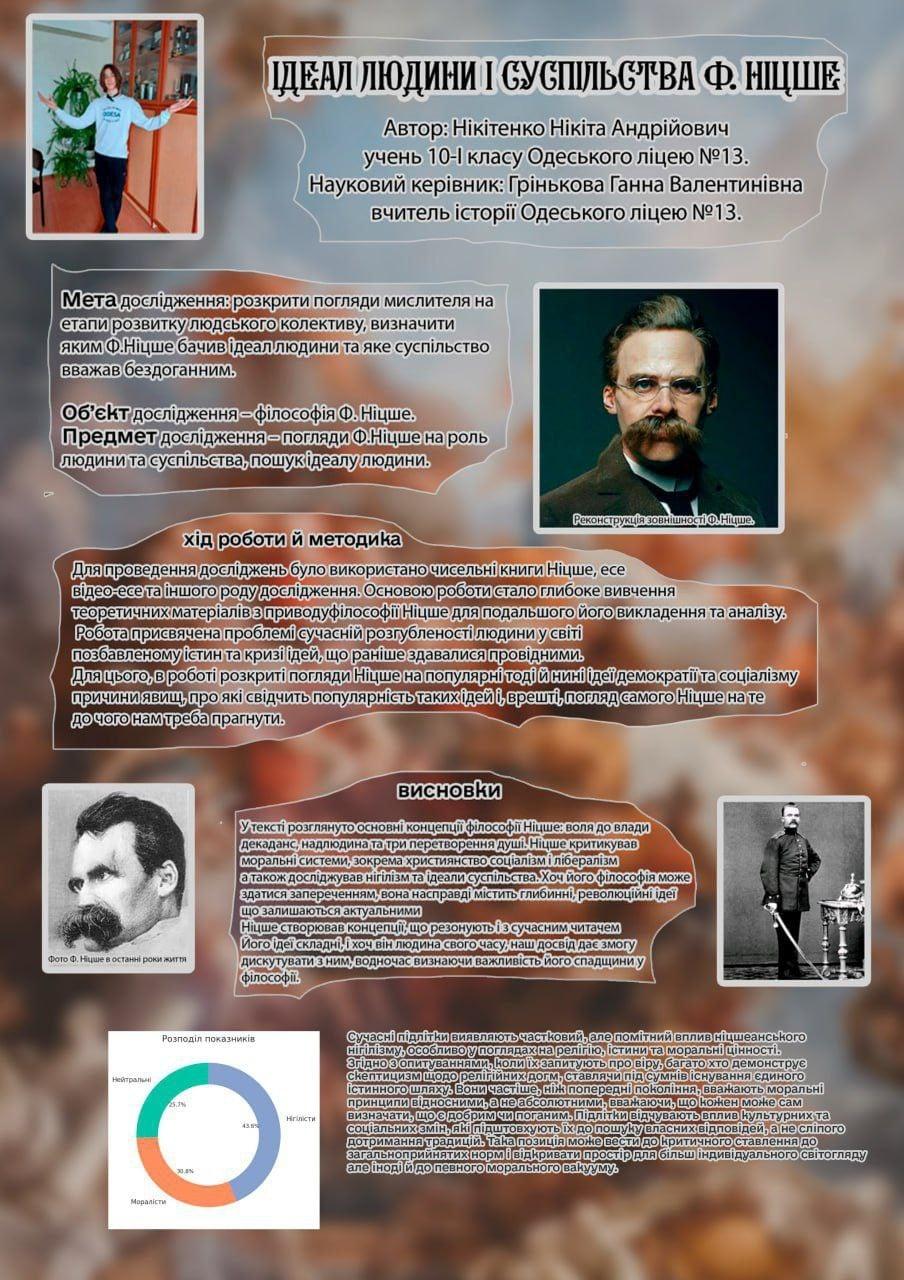 ODESA
ІДЕАЛ ЛЮДИНИ І СУСПІЛЬСТВА Ф. НІЦШЕ
Автор: Нікітенко Нікіта Андрійович
учень 10-І класу Одеського ліцею №13.
Науковий керівник: Грінькова Ганна Валентинівна
вчитель історії Одеського ліцею №13.
Мета дослідження: розкрити погляди мислителя на
етапи розвитку людського колективу, визначити
яким Ф.Ніцше бачив ідеал людини та яке суспільство
вважав бездоганним.
Об'єкт дослідження – філософія Ф. Ніцше.
Предмет дослідження – погляди Ф.Ніцше на роль
людини та суспільства, пошук ідеалу людини.
Реконструкція зовнішності Ф. Ніцше.
хід роботи й методика
Для проведення досліджень було використано чисельні книги Ніцше, есе
відео-есе та іншого роду дослідження. Основою роботи стало глибоке вивчення
теоретичних матеріалів з приводуфілософії Ніцше для подальшого його викладення та аналізу.
Робота присвячена проблемі сучасній розгубленості людини у світі
позбавленому істин та кризі ідей, що раніше здавалися провідними.
Для цього, в роботі розкриті погляди Ніцше на популярні тоді й нині ідеї демократії та соціалізму
причини явищ, про які свідчить популярність таких ідей і, врешті, погляд самого Ніцше на те
до чого нам треба прагнути.
висновки
У тексті розглянуто основні концепції філософії Ніцше: воля до влади
декаданс, надлюдина та три перетворення душі. Ніцше критикував
моральні системи, зокрема християнство соціалізм і лібералізм
а також досліджував нігілізм та ідеали суспільства. Хоч його філософія може
здатися запереченням, вона насправді містить глибинні, революційні ідеї
що залишаються актуальними
Ніцше створював концепції, що резонують і з сучасним читачем
Його ідеї складні, і хоч він людина свого часу, наш досвід дає змогу
дискутувати з ним, водночас визнаючи важливість його спадщини у
філософії.
Фото Ф. Ніцше в останні роки життя
Розподіл показників
Нейтральні
25.7%
Нігілісти
43.6%
30.8%
Моралісти
Сучасні підлітки виявляють частковий, але помітний вплив ніцшеанського
нігілізму, особливо у поглядах на релігію, істини та моральні цінності.
Згідно з опитуваннями, коли їх запитують про віру, багато хто демонструє
скептицизм щодо релігійних догм, ставлячи під сумнів існування єдиного
істинного шляху. Вони частіше, ніж попередні покоління, вважають моральні
принципи відносними, а не абсолютними, вважаючи, що кожен може сам
визначати, що є добрим чи поганим. Підлітки відчувають вплив культурних та
соціальних змін, які підштовхують їх до пошуку власних відповідей, а не сліпого
дотримання традицій. Така позиція може вести до критичного ставлення до
загальноприйнятих норм і відкривати простір для більш індивідуального світогляду
але іноді й до певного морального вакууму.